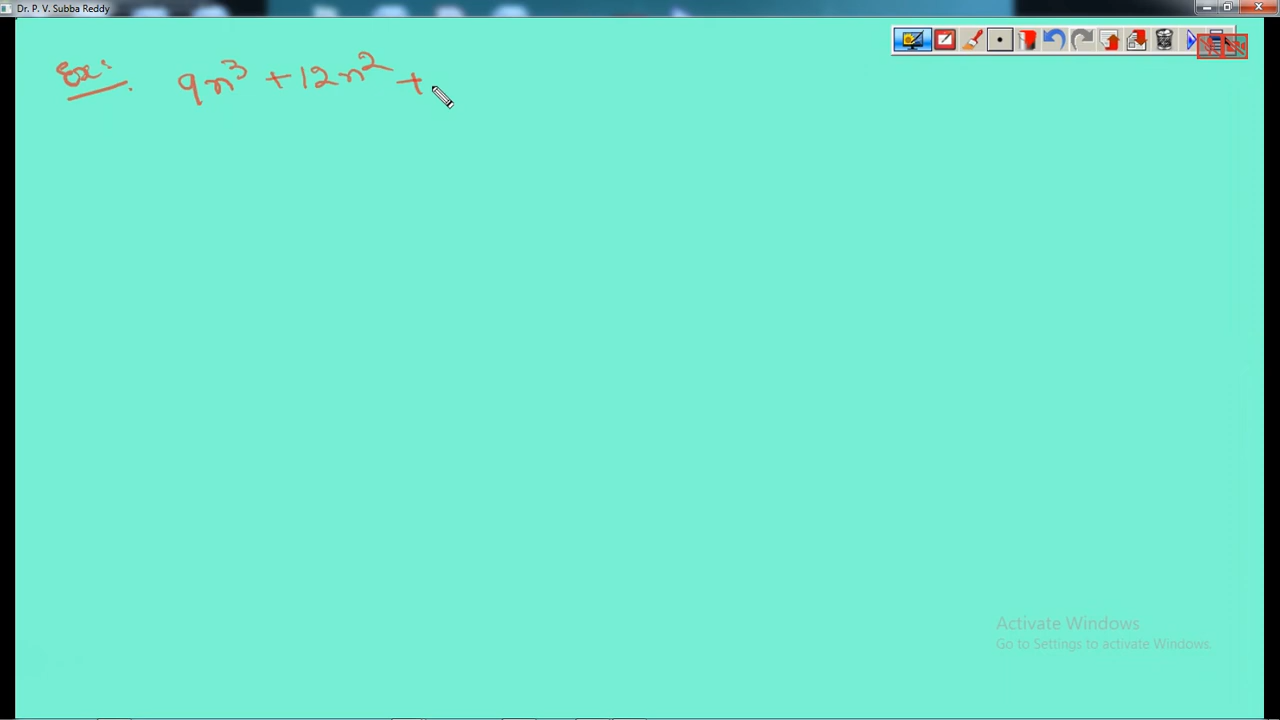 Dr. P. V. Subba Reddy
Ex: 9n³ + 12n² +
Activate Windows
Go to Settings to activate Windows.